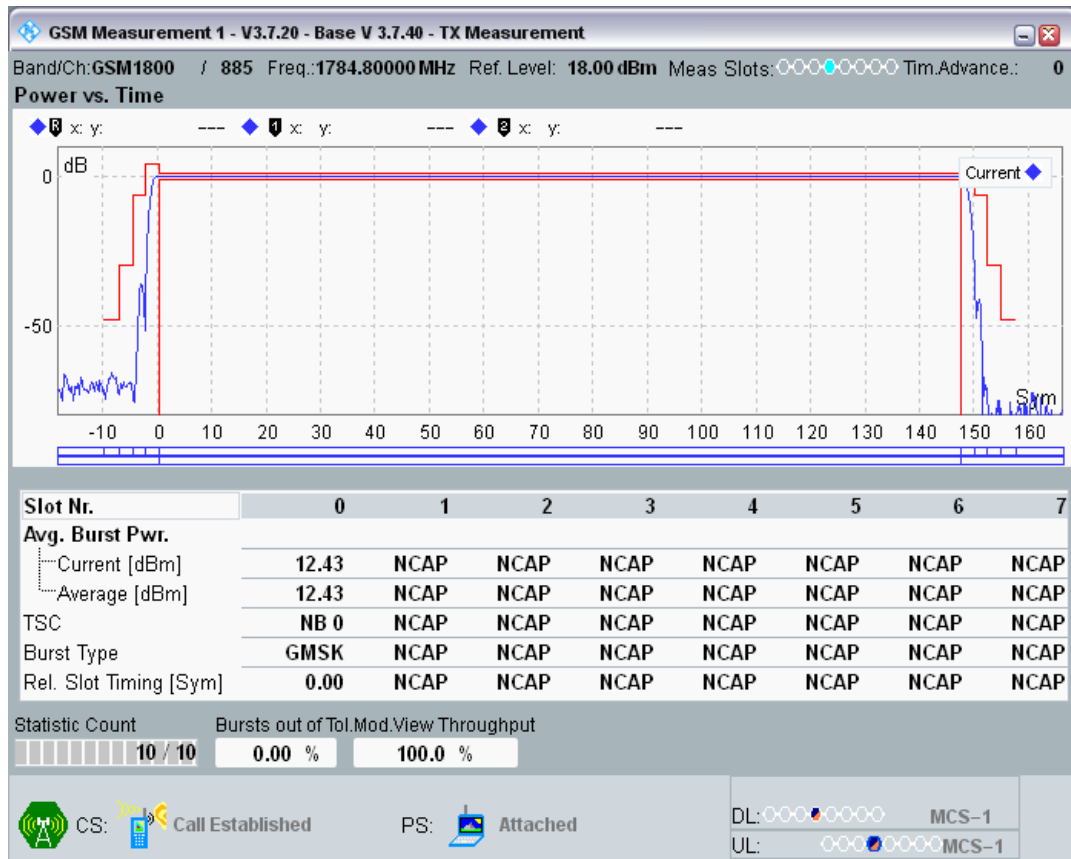 GSM Measurement 1 - V3.7.20 - Base V 3.7.40 - TX Measurement
Band/Ch:GSM1800 / 885 Freq.:1784.80000 MHz Ref. Level: 18.00 dBm Meas Slots: Tim.Advance.: 0
Power vs. Time
R x: y: --- 1 x: y: --- 2 x: y: ---
dB
Current
0
-50
Sym
-10 0 10 20 30 40 50 60 70 80 90 100 110 120 130 140 150 160
Slot Nr. 0 1 2 3 4 5 6 7
Avg. Burst Pwr.
Current [dBm] 12.43 NCAP NCAP NCAP NCAP NCAP NCAP NCAP
Average [dBm] 12.43 NCAP NCAP NCAP NCAP NCAP NCAP NCAP
TSC NB 0 NCAP NCAP NCAP NCAP NCAP NCAP NCAP
Burst Type GMSK NCAP NCAP NCAP NCAP NCAP NCAP NCAP
Rel. Slot Timing [Sym] 0.00 NCAP NCAP NCAP NCAP NCAP NCAP NCAP
Statistic Count Bursts out of Tol.Mod.View Throughput
10 / 10 0.00 % 100.0 %
CS: Call Established PS: Attached
DL: MCS-1
UL: MCS-1